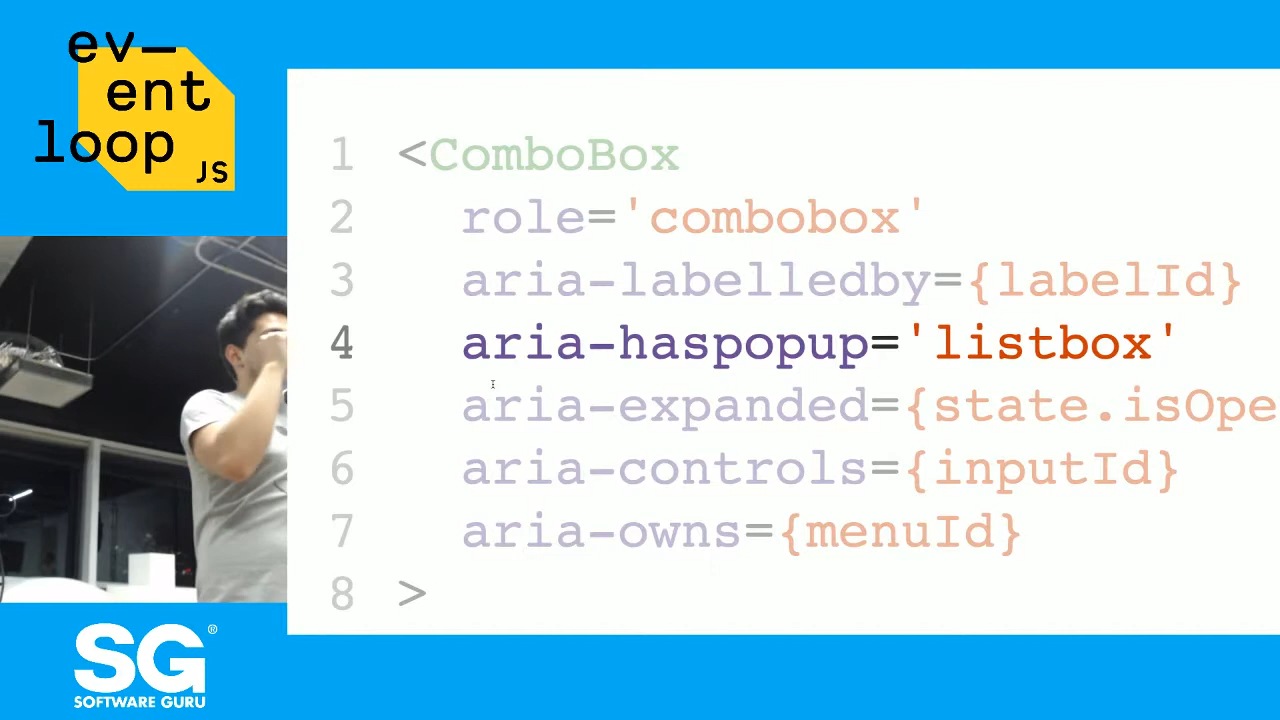 ev—
ent
loop
JS
1 <ComboBox
2 role='combobox'
3 aria-labelledby={labelId}
4 aria-haspopup='listbox'
5 aria-expanded={state.isOpe
6 aria-controls={inputId}
7 aria-owns={menuId}
8 >
SG®
SOFTWARE GURU